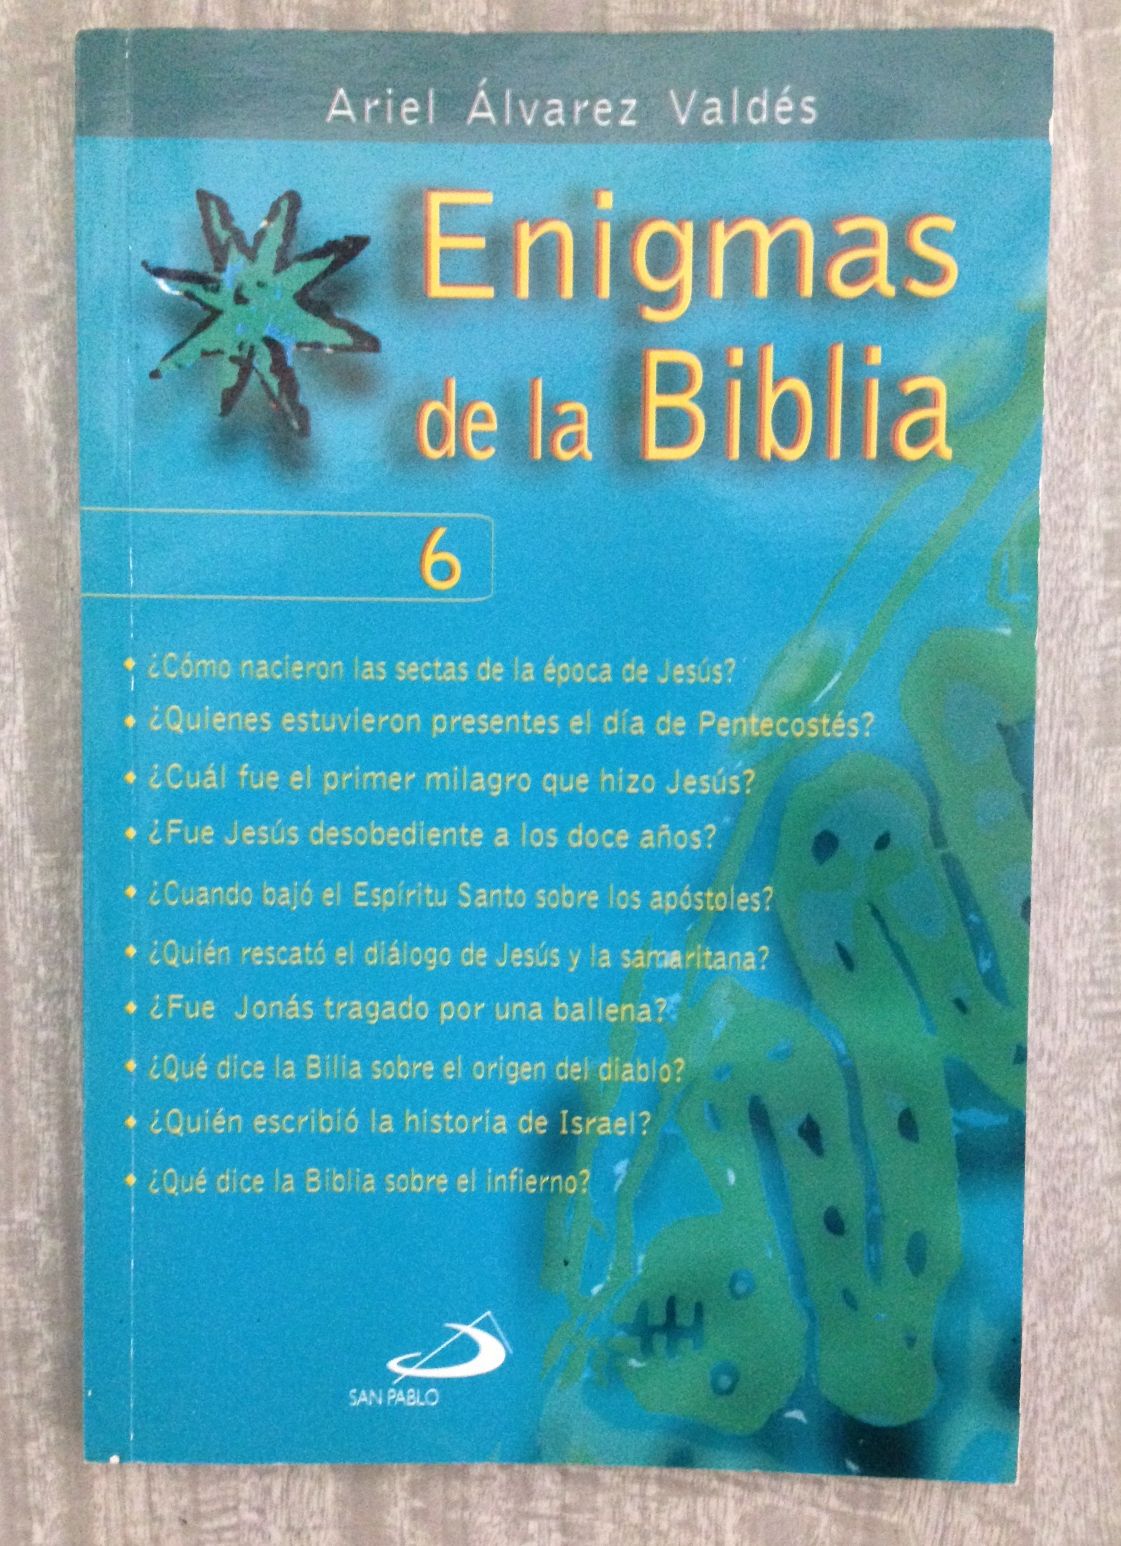 Ariel Álvarez Valdés
Enigmas
de la Biblia
6
¿Cómo nacieron las sectas de la época de Jesús?
¿Quienes estuvieron presentes el día de Pentecostés?
¿Cuál fue el primer milagro que hizo Jesús?
¿Fue Jesús desobediente a los doce años?
¿Cuando bajó el Espíritu Santo sobre los apóstoles?
¿Quién rescató el diálogo de Jesús y la samaritana?
¿Fue Jonás tragado por una ballena?
¿Qué dice la Bilia sobre el origen del diablo?
¿Quién escribió la historia de Israel?
¿Qué dice la Biblia sobre el infierno?
SAN PABLO